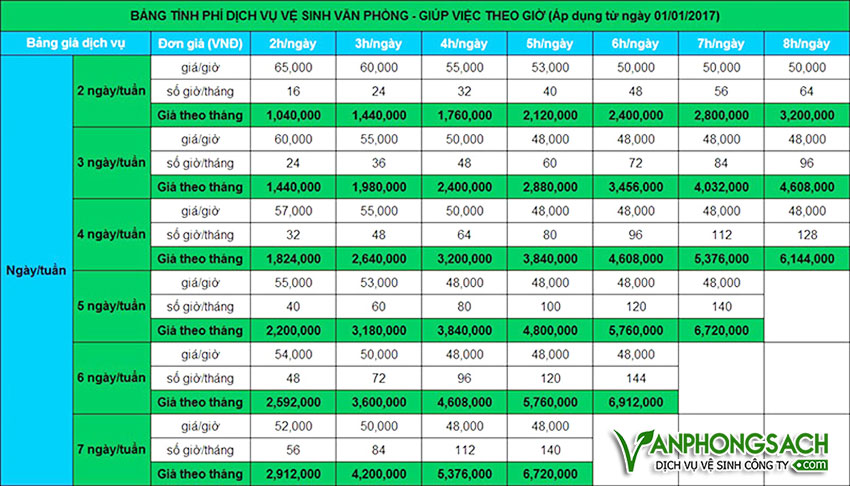 BẢNG TÍNH PHÍ DỊCH VỤ VỆ SINH VĂN PHÒNG - GIÚP VIỆC THEO GIỜ (Áp dụng từ ngày 01/01/2017)
Bảng giá dịch vụ Đơn giá (VNĐ) 2h/ngày 3h/ngày 4h/ngày 5h/ngày 6h/ngày 7h/ngày 8h/ngày
Ngày/tuần
2 ngày/tuần
giá/giờ 65,000 60,000 55,000 53,000 50,000 50,000 50,000
số giờ/tháng 16 24 32 40 48 56 64
Giá theo tháng 1,040,000 1,440,000 1,760,000 2,120,000 2,400,000 2,800,000 3,200,000
3 ngày/tuần
giá/giờ 60,000 55,000 50,000 48,000 48,000 48,000 48,000
số giờ/tháng 24 36 48 60 72 84 96
Giá theo tháng 1,440,000 1,980,000 2,400,000 2,880,000 3,456,000 4,032,000 4,608,000
4 ngày/tuần
giá/giờ 57,000 55,000 50,000 48,000 48,000 48,000 48,000
số giờ/tháng 32 48 64 80 96 112 128
Giá theo tháng 1,824,000 2,640,000 3,200,000 3,840,000 4,608,000 5,376,000 6,144,000
5 ngày/tuần
giá/giờ 55,000 53,000 48,000 48,000 48,000 48,000
số giờ/tháng 40 60 80 100 120 140
Giá theo tháng 2,200,000 3,180,000 3,840,000 4,800,000 5,760,000 6,720,000
6 ngày/tuần
giá/giờ 54,000 50,000 48,000 48,000 48,000
số giờ/tháng 48 72 96 120 144
Giá theo tháng 2,592,000 3,600,000 4,608,000 5,760,000 6,912,000
7 ngày/tuần
giá/giờ 52,000 50,000 48,000 48,000
số giờ/tháng 56 84 112 140
Giá theo tháng 2,912,000 4,200,000 5,376,000 6,720,000
VANPHONGSACH
DỊCH VỤ VỆ SINH CÔNG TY .com